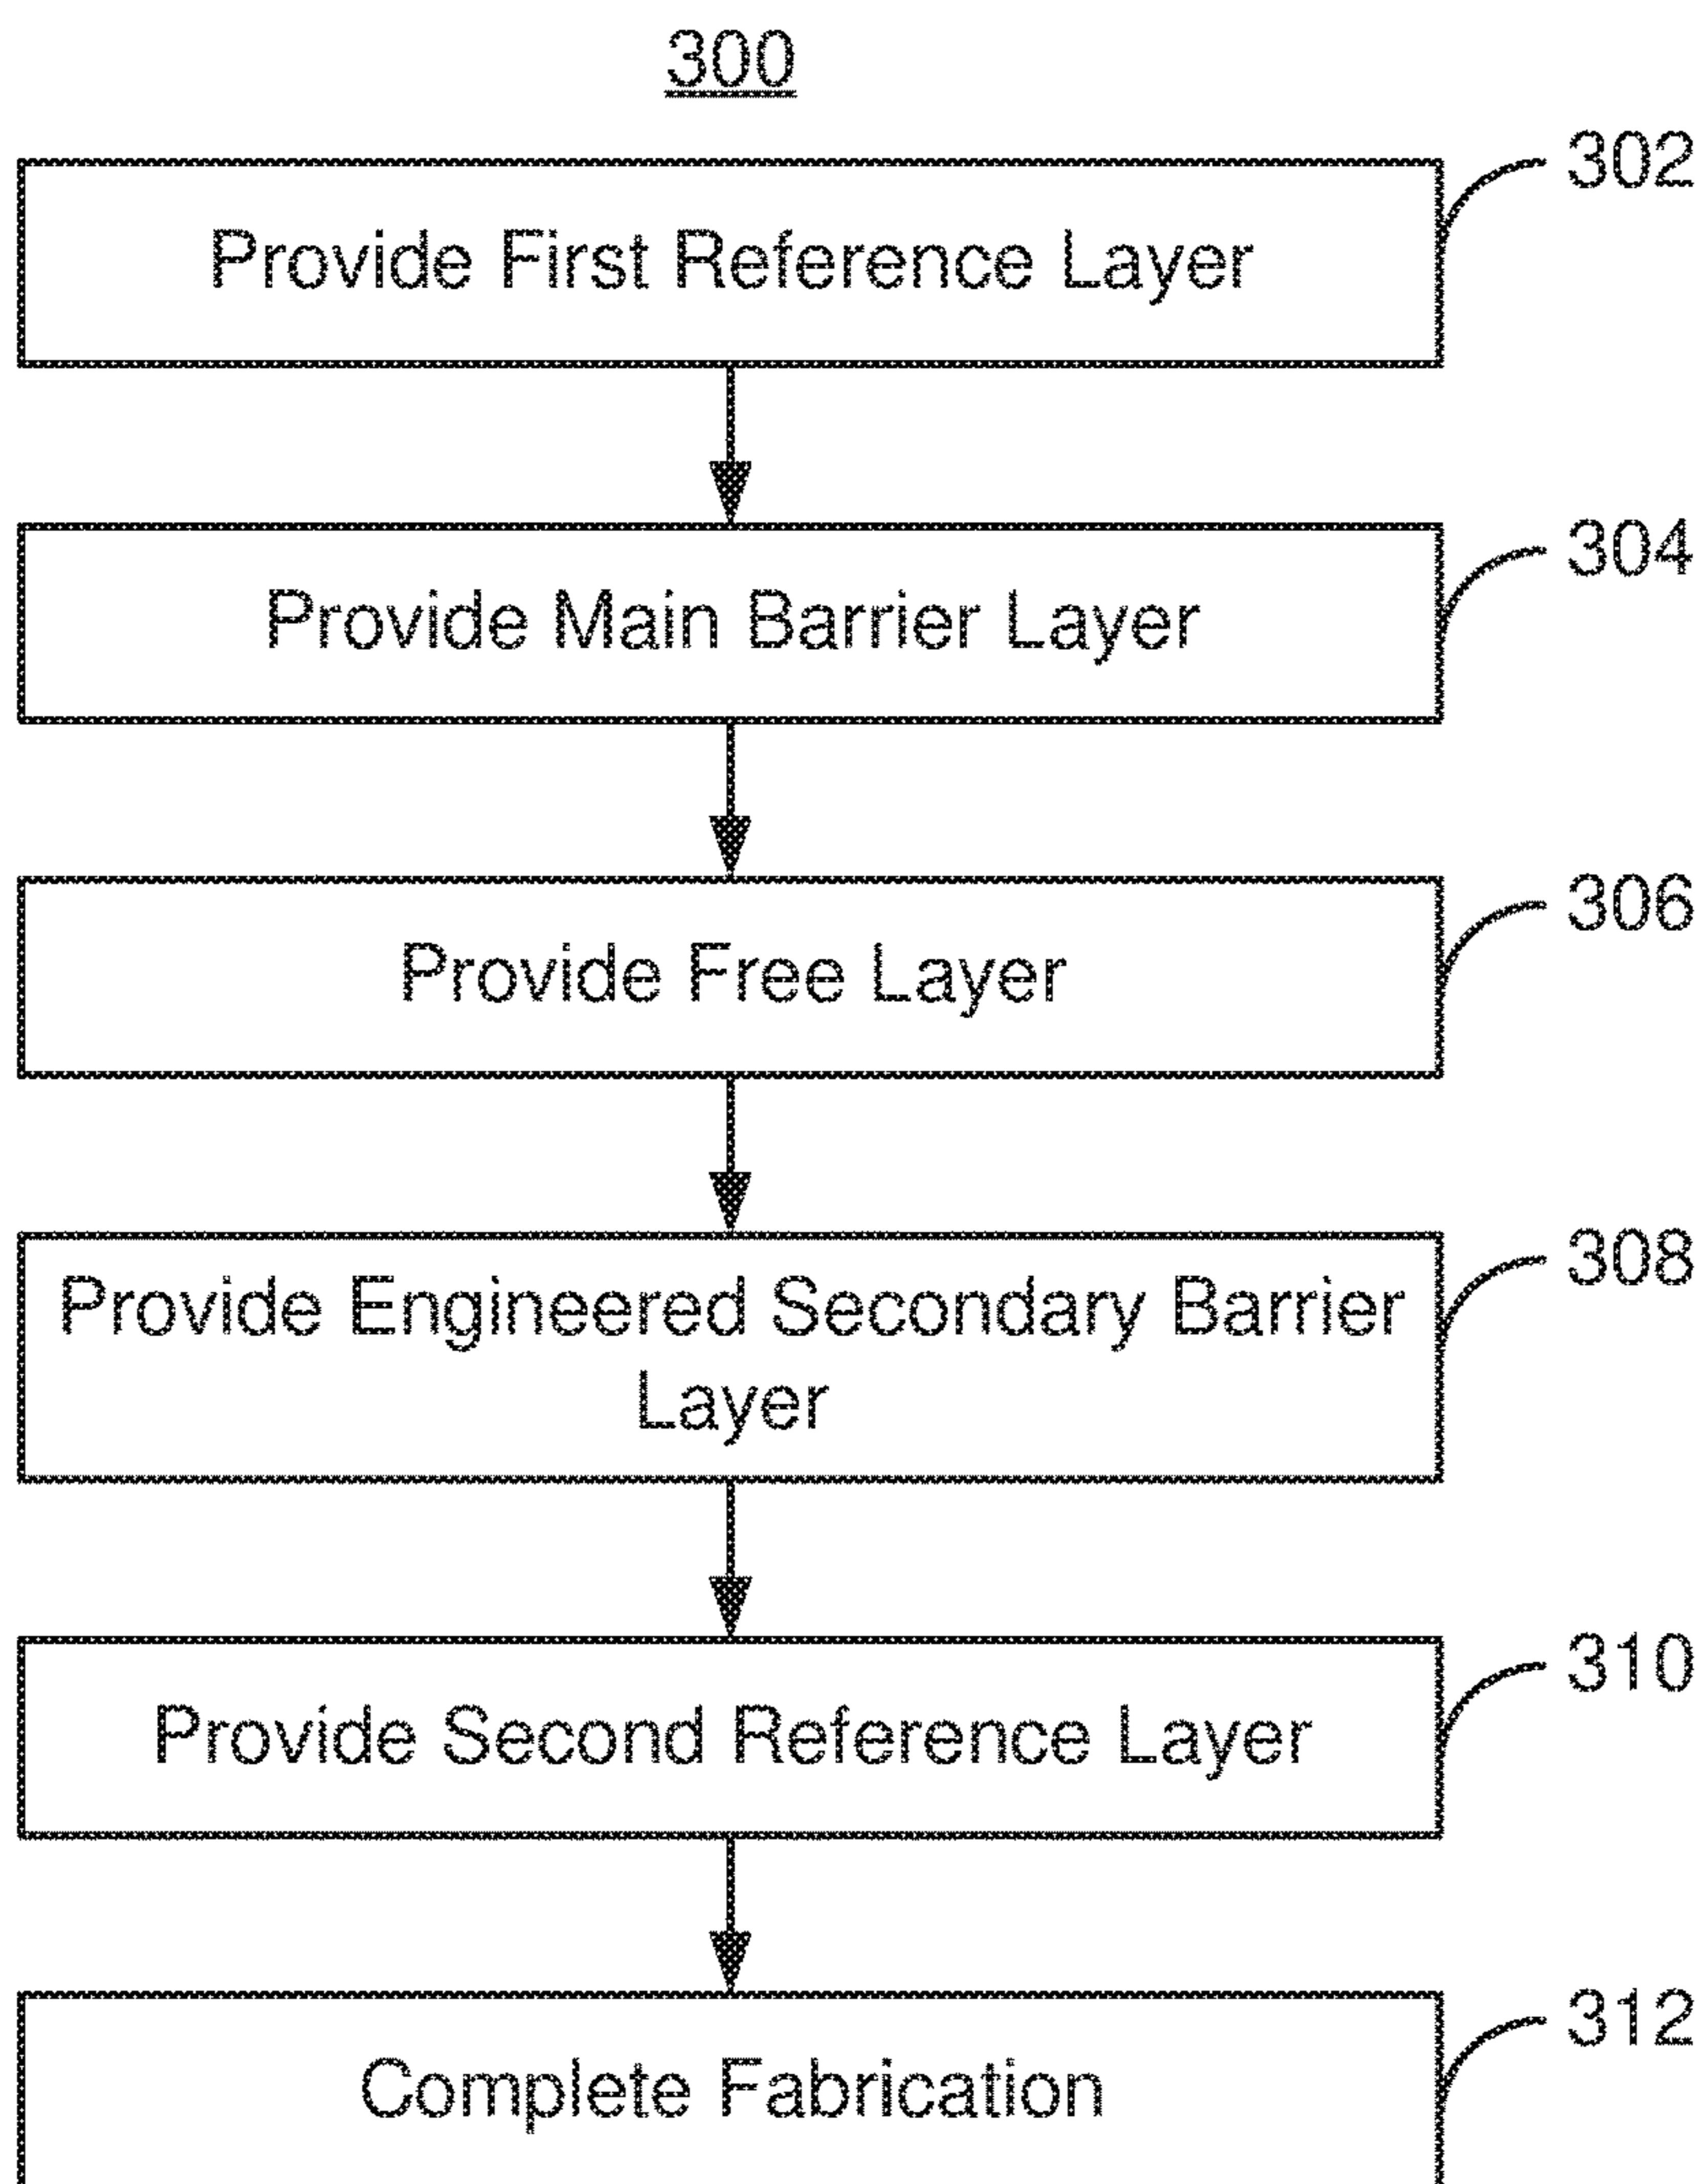 300
302
Provide First Reference Layer
304
Provide Main Barrier Layer
306
Provide Free Layer
308
Provide Engineered Secondary Barrier
Layer
310
Provide Second Reference Layer
312
Complete Fabrication